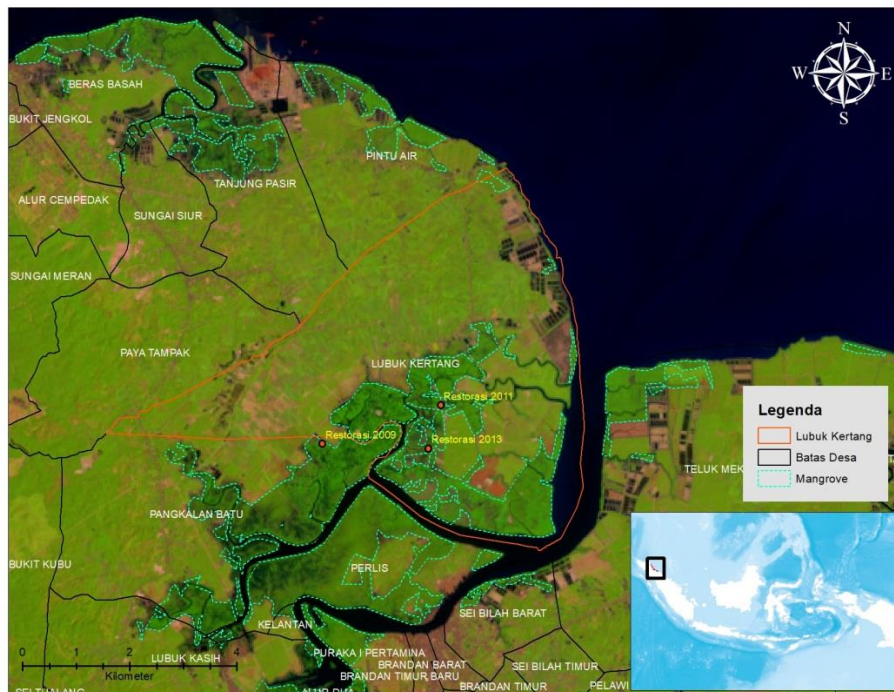 N
W E
S
BERAS BASAH
BUKIT JENGKOL
PINTU AIR
TANJUNG PASIR
ALUR CEMPEDAK
SUNGAI SIUR
SUNGAI MERAN
PAYA TAMPAK
LUBUK KERTANG
Restorasi 2011
Restorasi 2009
Restorasi 2013
Legenda
Lubuk Kertang
Batas Desa
Mangrove
TELUK MEK
PANGKALAN BATU
BUKIT KUBU
PERLIS
SEI BILAH BARAT
KELANTAN
LUBUK KASIH
PURAKA I PERTAMINA
BRANDAN BARAT
SEI BILAH TIMUR
BRANDAN TIMUR BARU
BRANDAN TIMUR
PELAWI
0 2 4
Kilometer